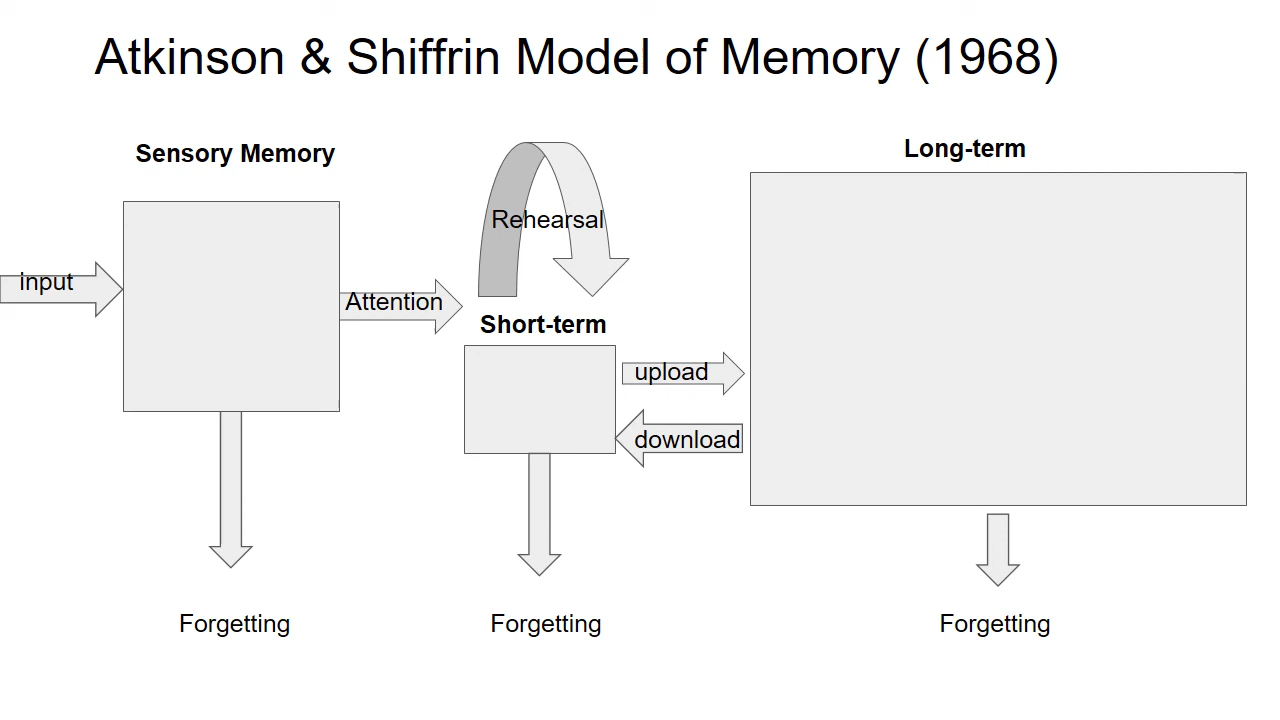 Atkinson & Shiffrin Model of Memory (1968)
Sensory Memory
Long-term
Rehearsal
input
Attention
Short-term
upload
download
Forgetting
Forgetting
Forgetting